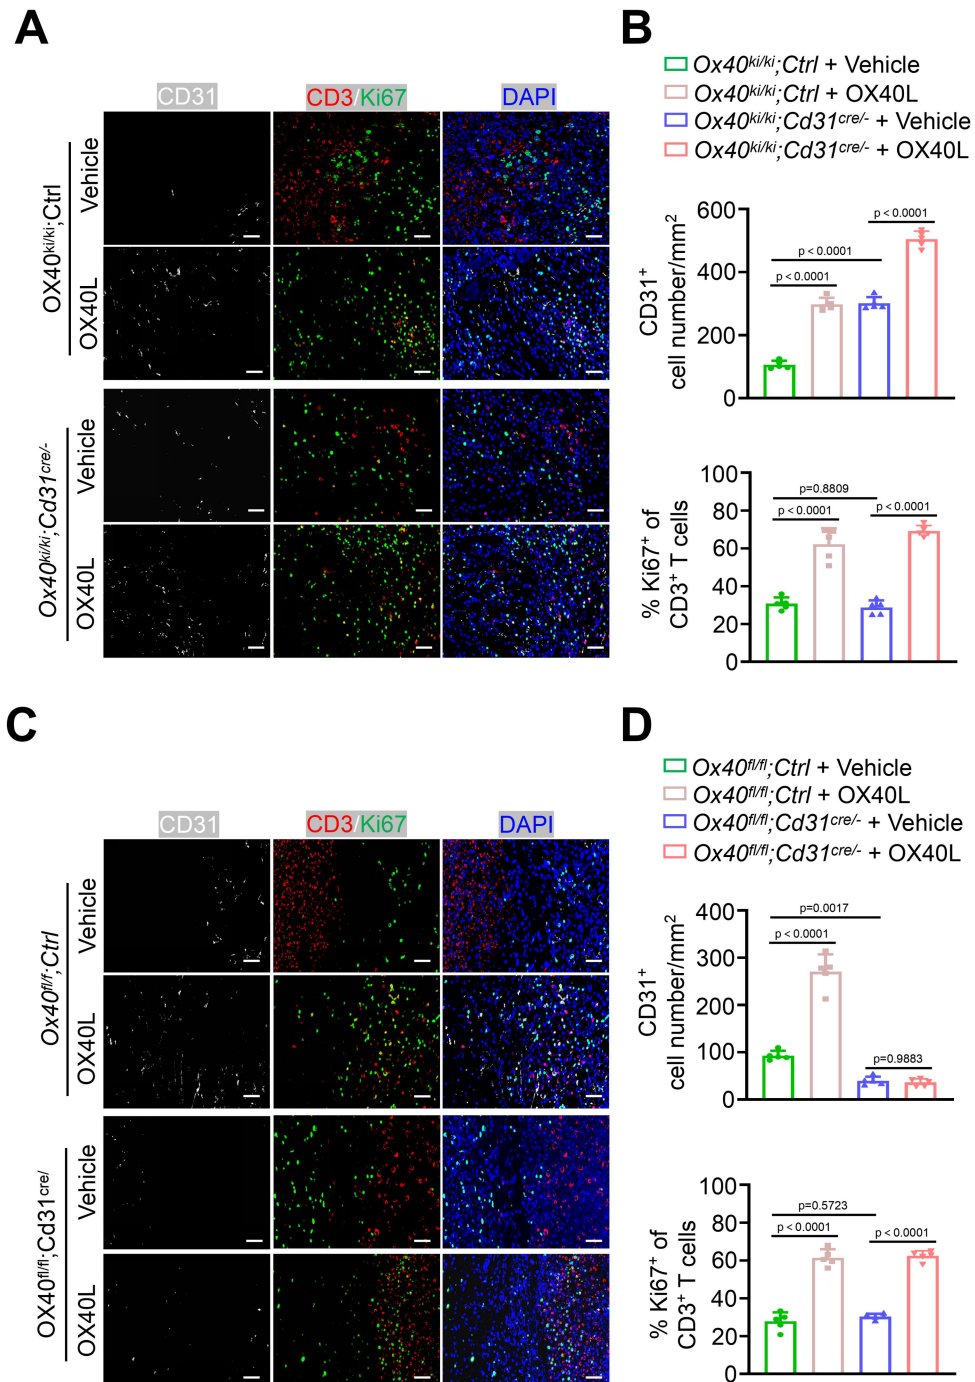 A
CD31
CD3/Ki67
DAPI
OX40ki/ki;Ctrl
Vehicle
OX40L
Ox40ki/ki;Cd31cre/-
Vehicle
OX40L
B
Ox40ki/ki;Ctrl + Vehicle
Ox40ki/ki;Ctrl + OX40L
Ox40ki/ki;Cd31cre/- + Vehicle
Ox40ki/ki;Cd31cre/- + OX40L
CD31+
cell number/mm2
600
400
200
0
p < 0.0001
p < 0.0001
p < 0.0001
% Ki67+ of
CD3+ T cells
100
80
60
40
20
0
p=0.8809
p < 0.0001
p < 0.0001
C
CD31
CD3/Ki67
DAPI
Ox40fl/f;Ctrl
Vehicle
OX40L
OX40fl/fl;Cd31cre/
Vehicle
OX40L
D
Ox40fl/fl;Ctrl + Vehicle
Ox40fl/fl;Ctrl + OX40L
Ox40fl/fl;Cd31cre/- + Vehicle
Ox40fl/fl;Cd31cre/- + OX40L
CD31+
cell number/mm2
400
300
200
100
0
p=0.0017
p < 0.0001
p=0.9883
% Ki67+ of
CD3+ T cells
100
80
60
40
20
0
p=0.5723
p < 0.0001
p < 0.0001